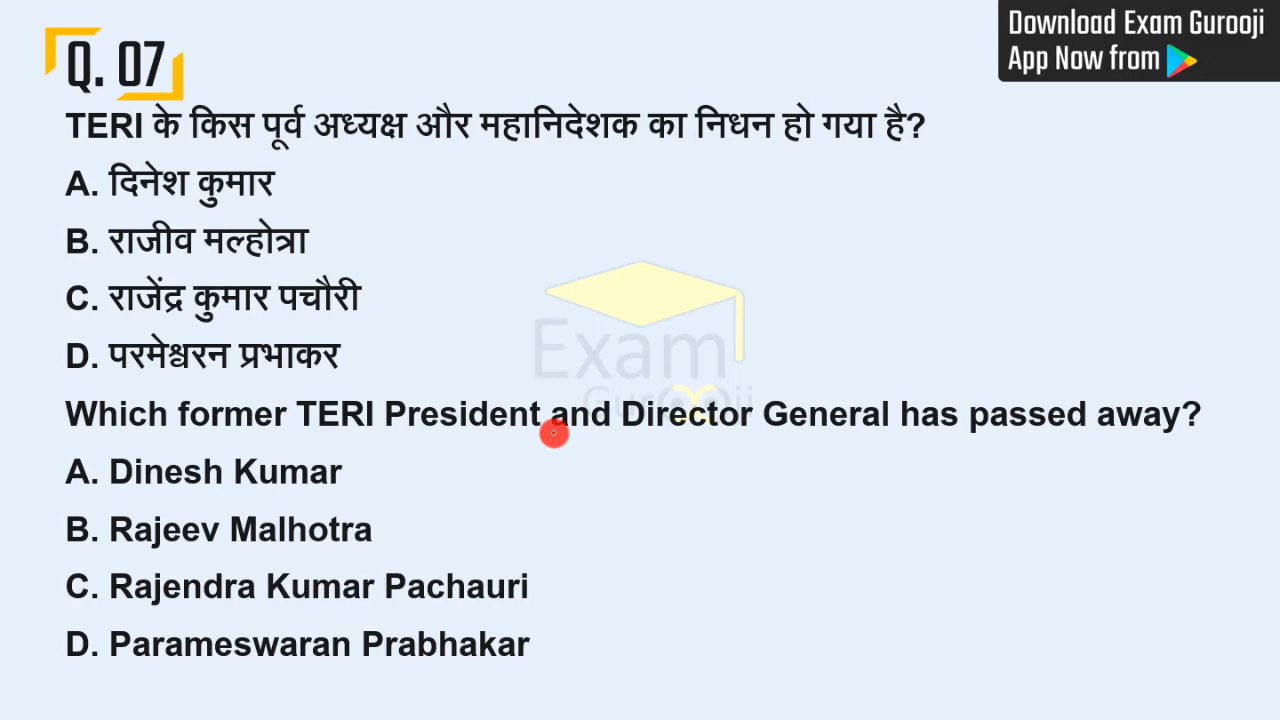 Download Exam Gurooji
App Now from
Q. 07
TERI के किस पूर्व अध्यक्ष और महानिदेशक का निधन हो गया है?
A. दिनेश कुमार
B. राजीव मल्होत्रा
C. राजेंद्र कुमार पचौरी
D. परमेश्वरन प्रभाकर
Exam
Gurooji
Which former TERI President and Director General has passed away?
A. Dinesh Kumar
B. Rajeev Malhotra
C. Rajendra Kumar Pachauri
D. Parameswaran Prabhakar